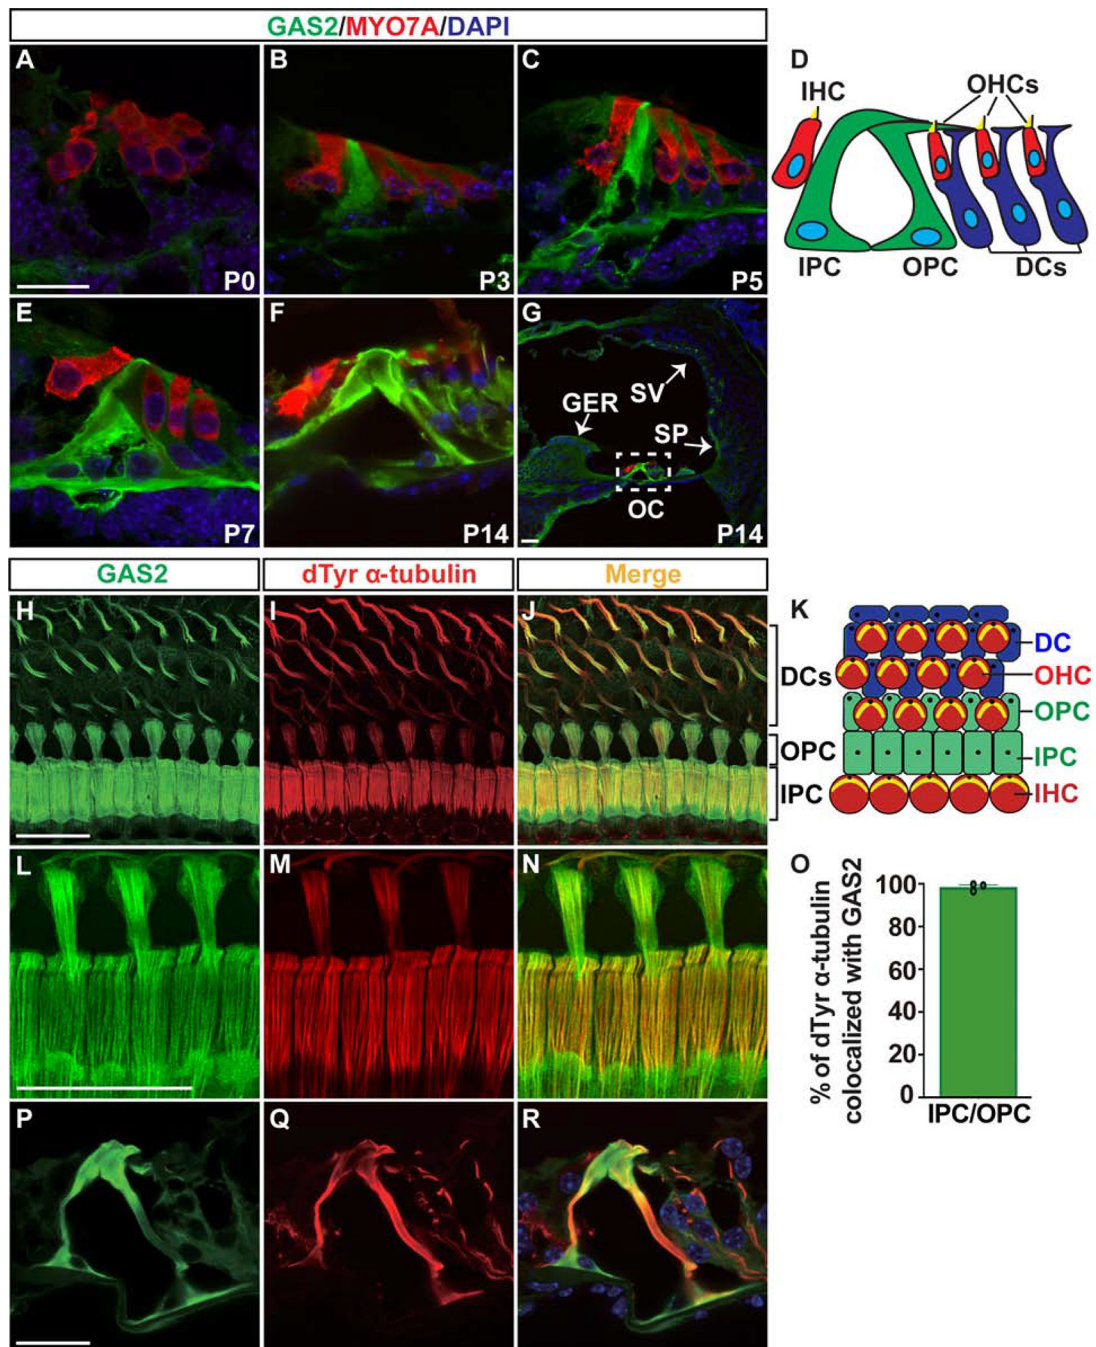 GAS2/MYO7A/DAPI
A
P0
B
P3
C
P5
D
IHC
OHCs
IPC
OPC
DCs
E
P7
F
P14
G
SV
GER
SP
OC
P14
GAS2
dTyr α-tubulin
Merge
H
I
J
DCs
OPC
IPC
K
DC
OHC
OPC
IPC
IHC
L
M
N
O
% of dTyr α-tubulin
colocalized with GAS2
100
80
60
40
20
0
IPC/OPC
P
Q
R